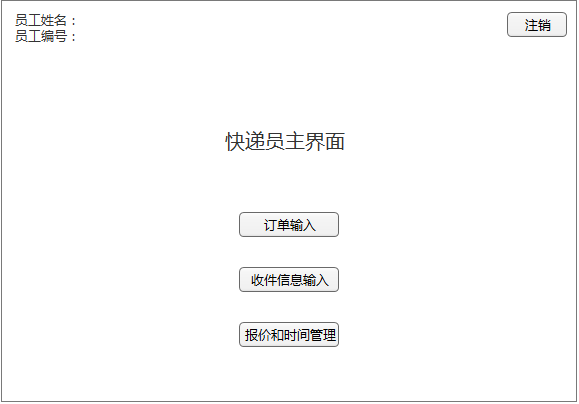 员工姓名：
员工编号：
注销
快递员主界面
订单输入
收件信息输入
报价和时间管理